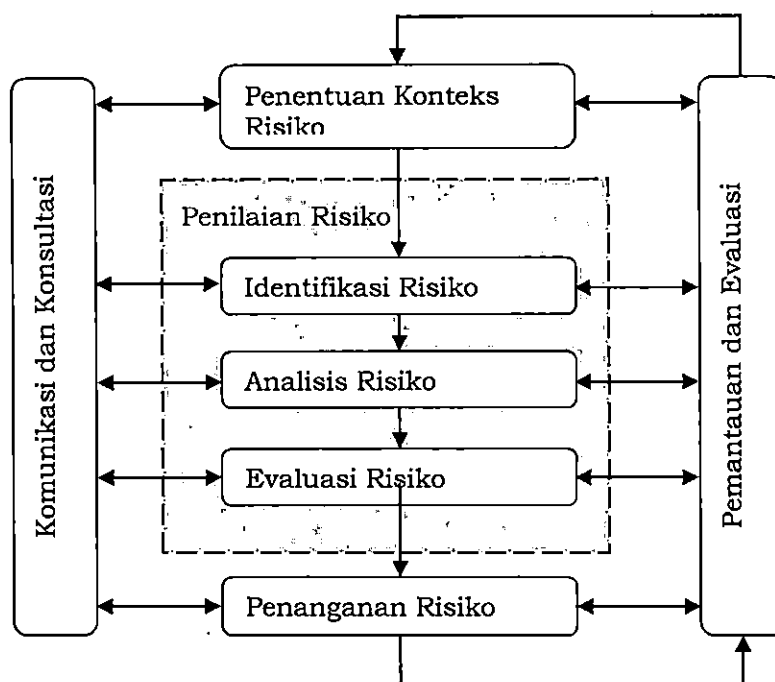 Penentuan Konteks
Risiko
Penilaian Risiko
Identifikasi Risiko
Analisis Risiko
Evaluasi Risiko
Penanganan Risiko
Komunikasi dan Konsultasi
Pemantauan dan Evaluasi